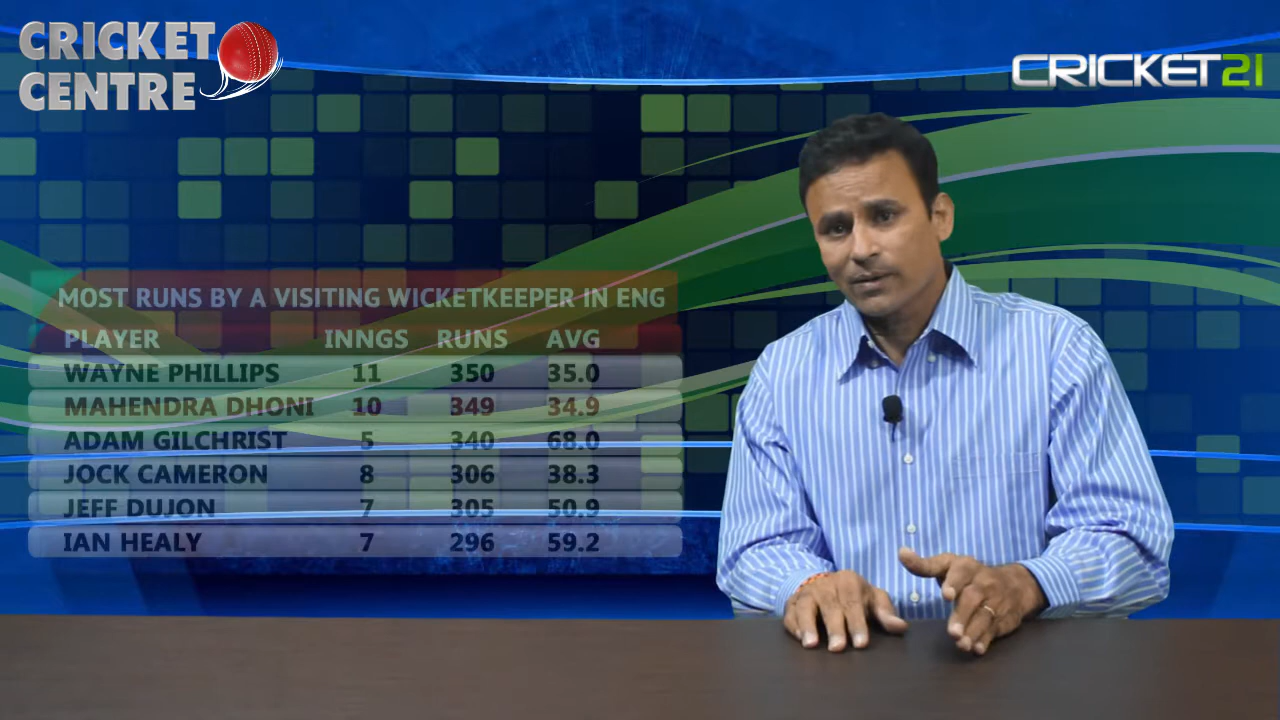 CRICKET
CENTRE
CRICKET21
MOST RUNS BY A VISITING WICKETKEEPER IN ENG
PLAYER INNGS RUNS AVG
WAYNE PHILLIPS 11 350 35.0
MAHENDRA DHONI 10 349 34.9
ADAM GILCHRIST 5 340 68.0
JOCK CAMERON 8 306 38.3
JEFF DUJON 7 305 50.9
IAN HEALY 7 296 59.2